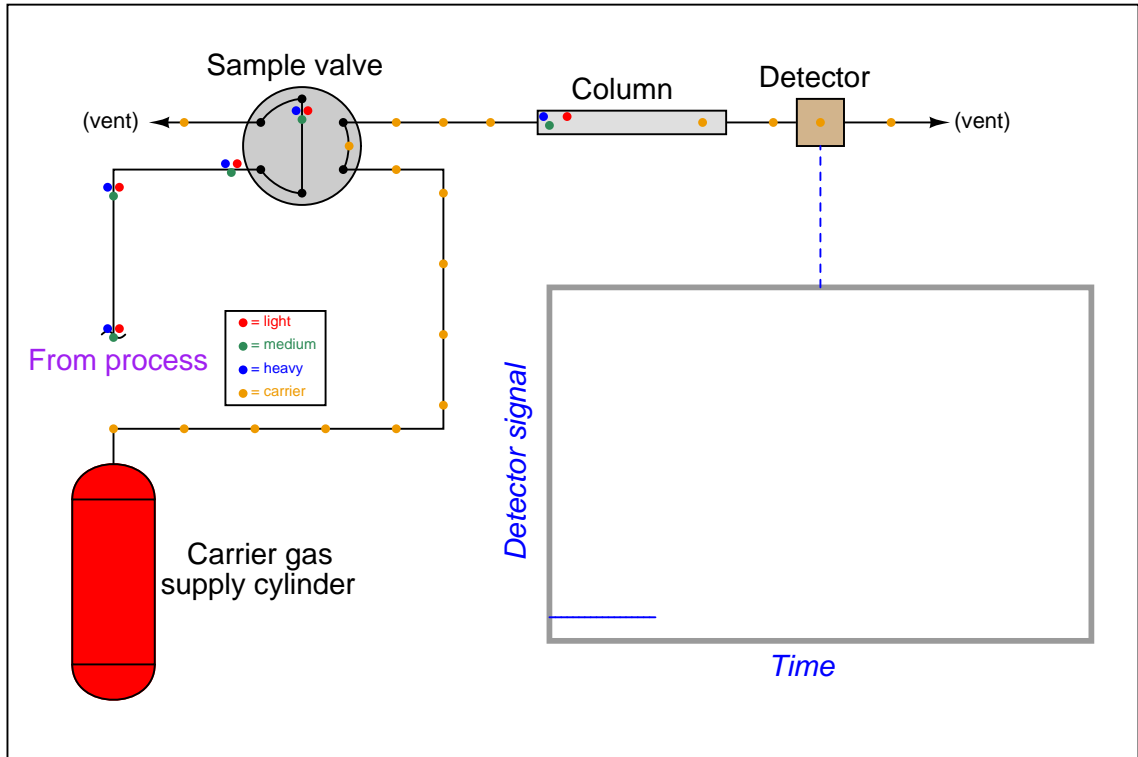 Sample valve
Column
Detector
(vent)
(vent)
= light
= medium
= heavy
= carrier
From process
Detector signal
Carrier gas
supply cylinder
Time